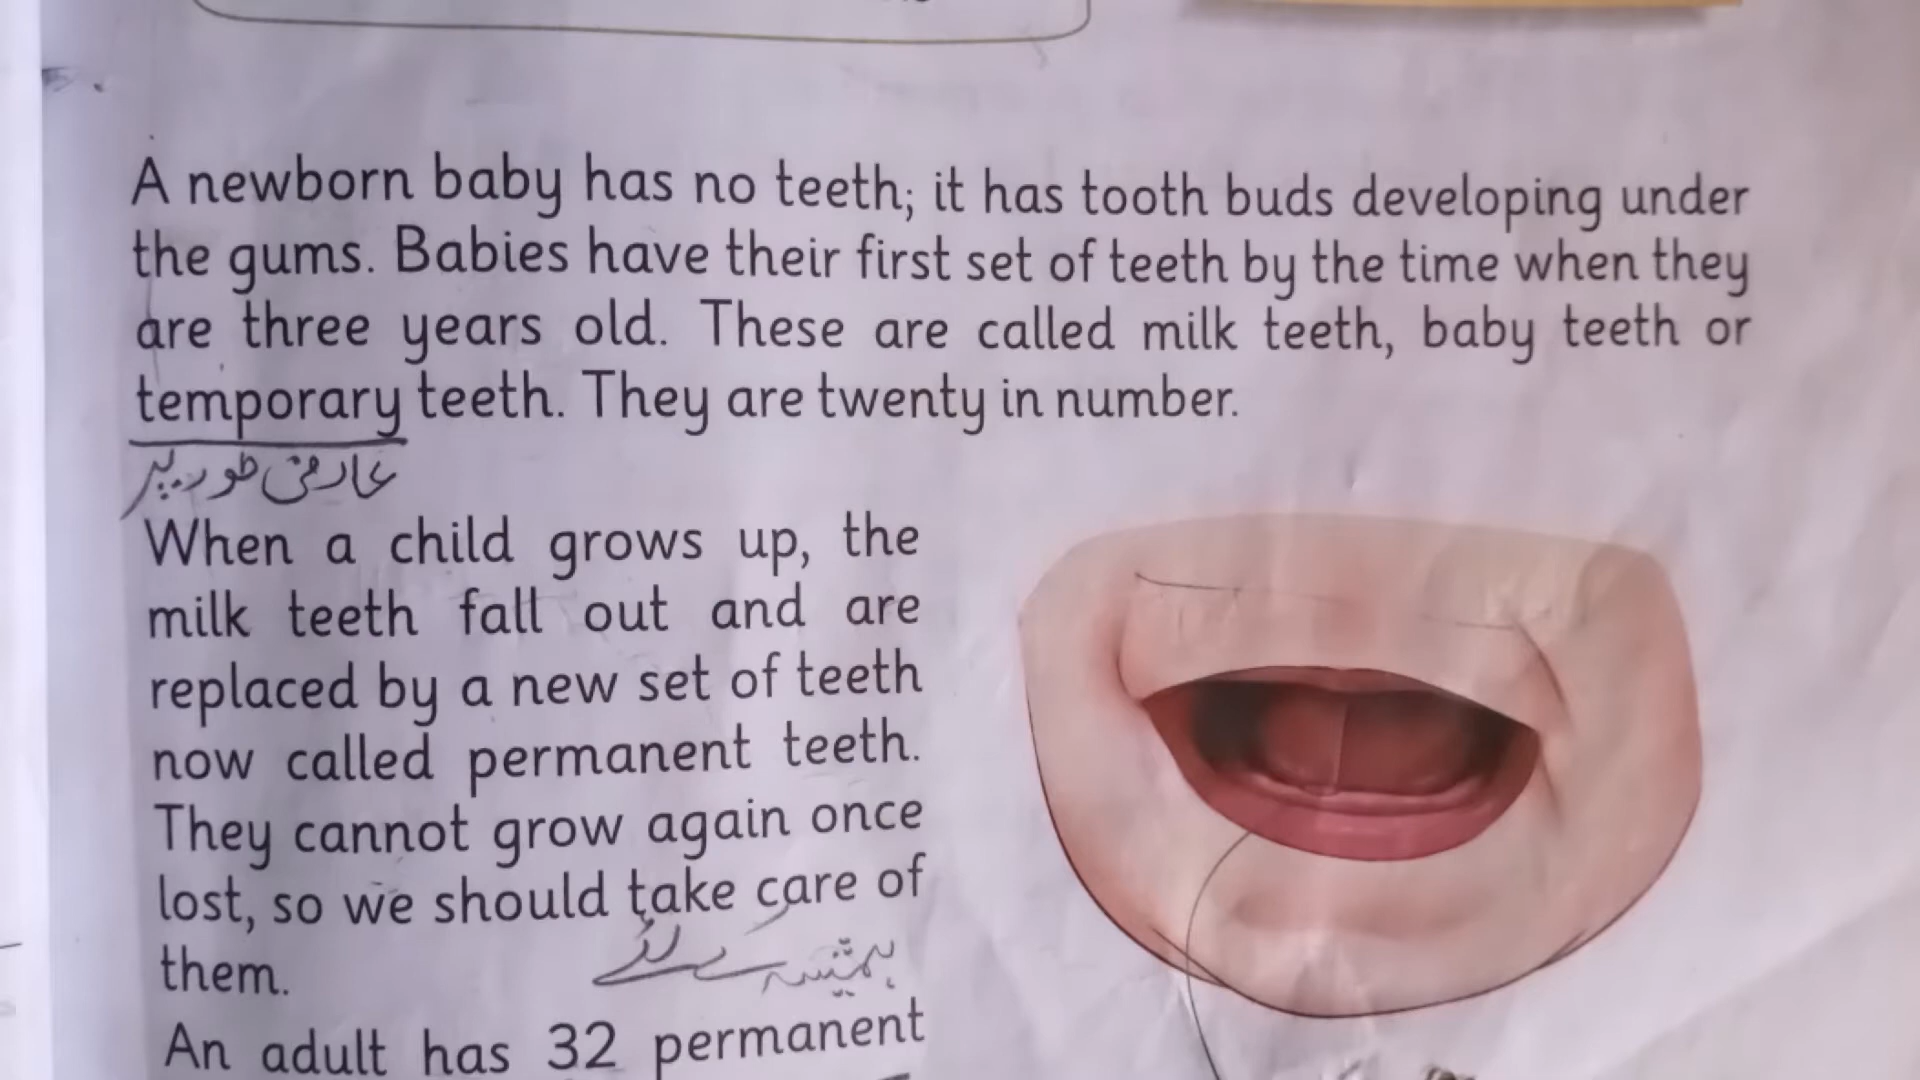 A newborn baby has no teeth; it has tooth buds developing under
the gums. Babies have their first set of teeth by the time when they
are three years old. These are called milk teeth, baby teeth or
temporary teeth. They are twenty in number.
عارضی طور پر
When a child grows up, the
milk teeth fall out and are
replaced by a new set of teeth
now called permanent teeth.
They cannot grow again once
lost, so we should take care of
them.
ہمیشہ کے لئے
An adult has 32 permanent